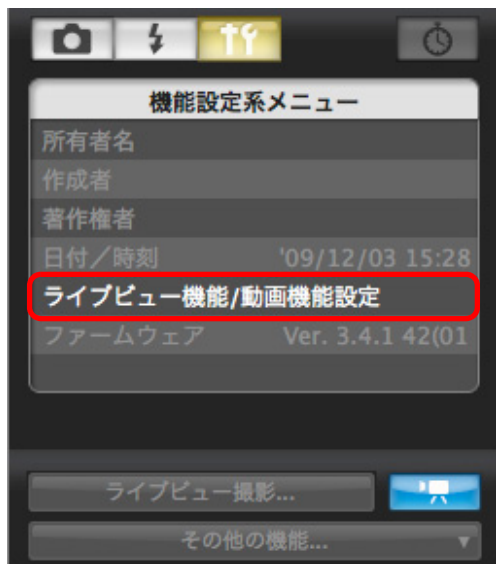 機能設定系メニュー
所有者名
作成者
著作権者
日付／時刻 '09/12/03 15:28
ライブビュー機能/動画機能設定
ファームウェア Ver. 3.4.1 42(01
ライブビュー撮影...
その他の機能...